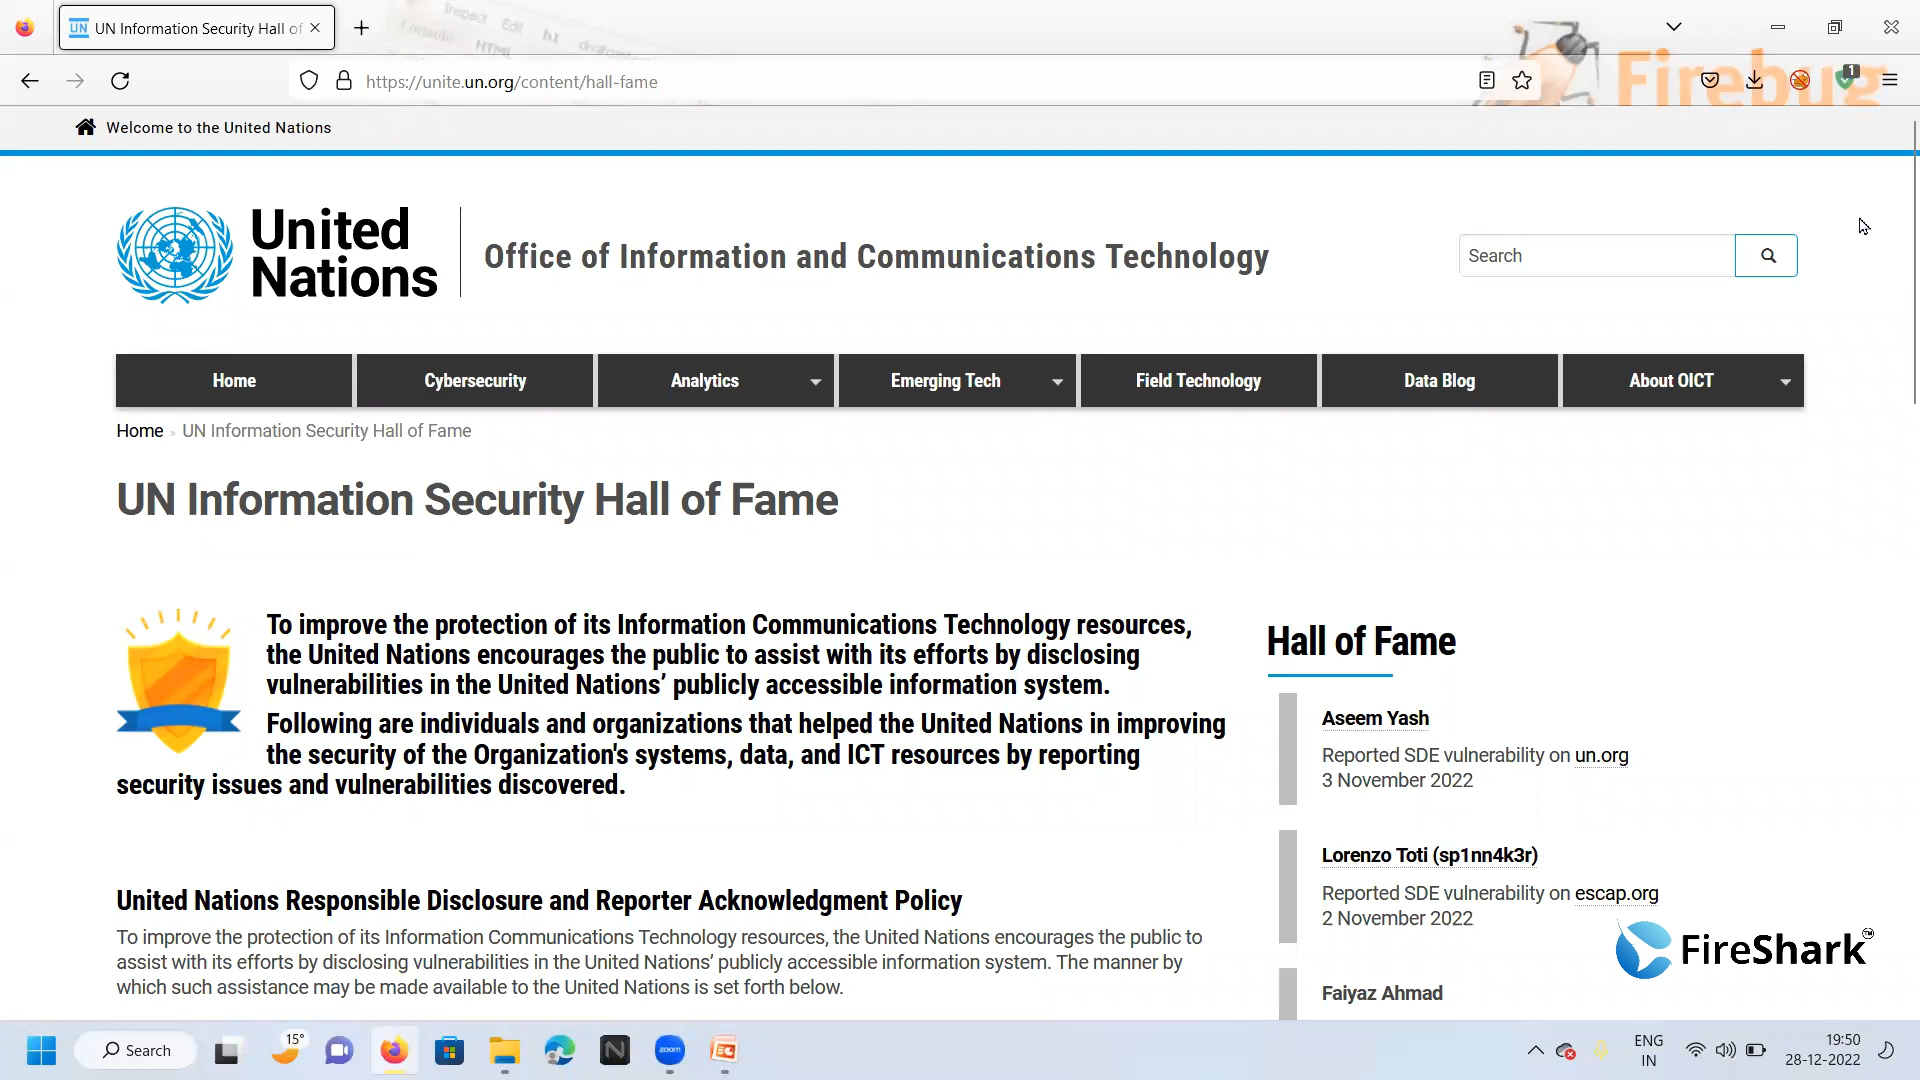 UN Information Security Hall of
Inspect Edit
Console HTML h1
Firebug
https://unite.un.org/content/hall-fame
1
Welcome to the United Nations
United
Nations
Office of Information and Communications Technology
Search
Home
Cybersecurity
Analytics
Emerging Tech
Field Technology
Data Blog
About OICT
Home » UN Information Security Hall of Fame
UN Information Security Hall of Fame
To improve the protection of its Information Communications Technology resources,
the United Nations encourages the public to assist with its efforts by disclosing
vulnerabilities in the United Nations’ publicly accessible information system.
Following are individuals and organizations that helped the United Nations in improving
the security of the Organization's systems, data, and ICT resources by reporting
security issues and vulnerabilities discovered.
United Nations Responsible Disclosure and Reporter Acknowledgment Policy
To improve the protection of its Information Communications Technology resources, the United Nations encourages the public to
assist with its efforts by disclosing vulnerabilities in the United Nations’ publicly accessible information system. The manner by
which such assistance may be made available to the United Nations is set forth below.
Hall of Fame
Aseem Yash
Reported SDE vulnerability on un.org
3 November 2022
Lorenzo Toti (sp1nn4k3r)
Reported SDE vulnerability on escap.org
2 November 2022
Faiyaz Ahmad
FireShark™
Search
15°
zoom
ENG
IN
19:50
28-12-2022